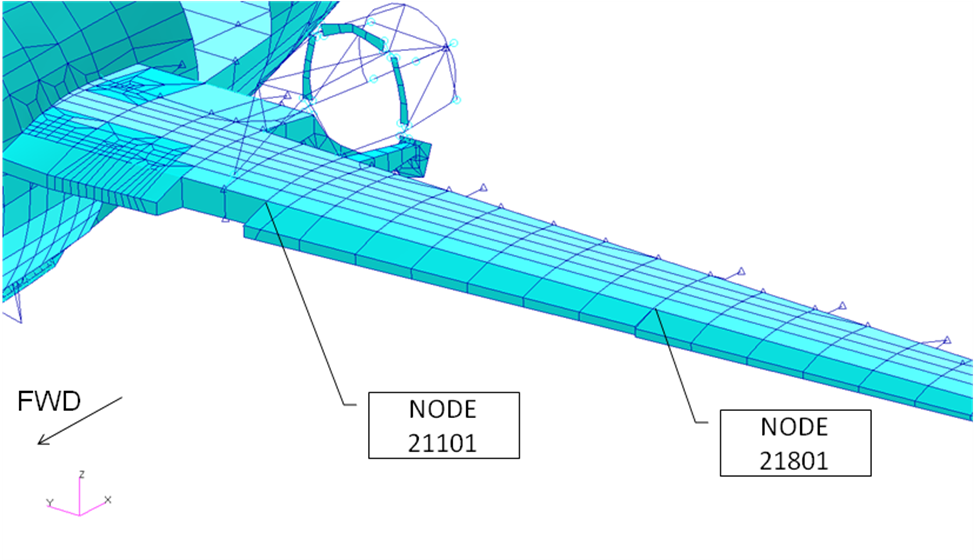 FWD
NODE
21101
NODE
21801
Z
Y
X